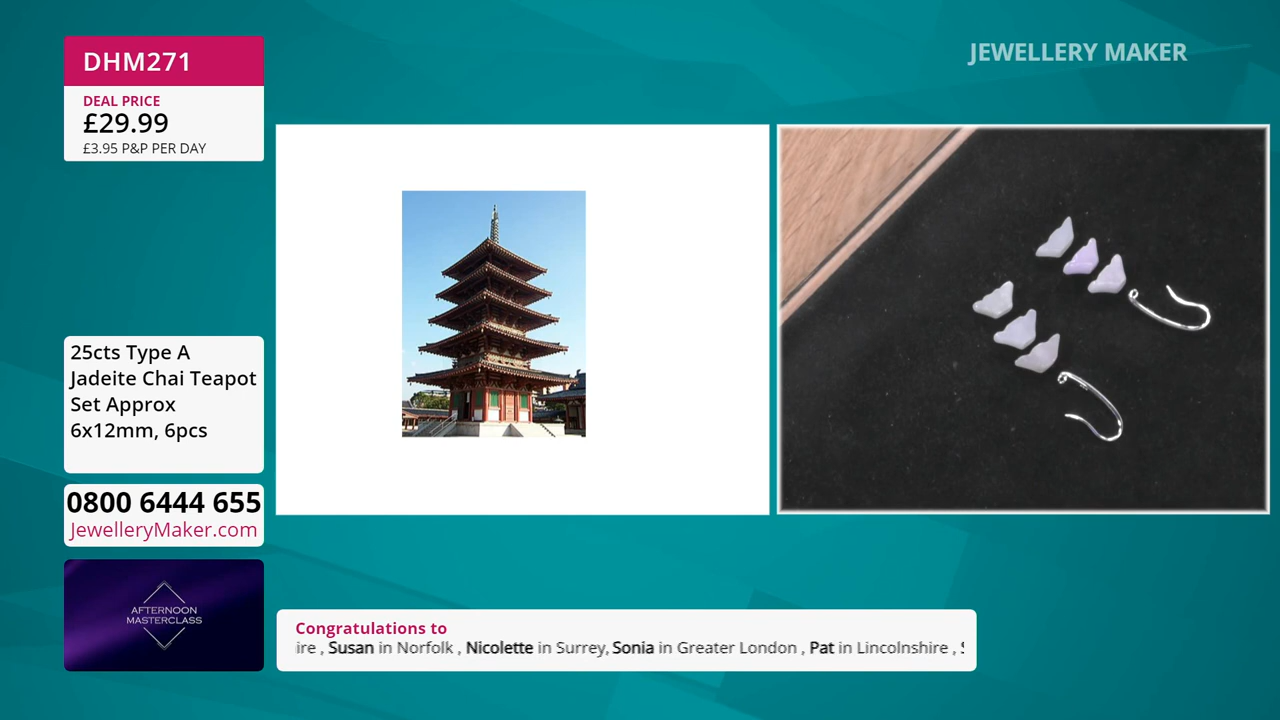 DHM271
DEAL PRICE
£29.99
£3.95 P&P PER DAY
JEWELLERY MAKER
25cts Type A
Jadeite Chai Teapot
Set Approx
6x12mm, 6pcs
0800 6444 655
JewelleryMaker.com
AFTERNOON
MASTERCLASS
Congratulations to
ire , Susan in Norfolk , Nicolette in Surrey, Sonia in Greater London , Pat in Lincolnshire ,